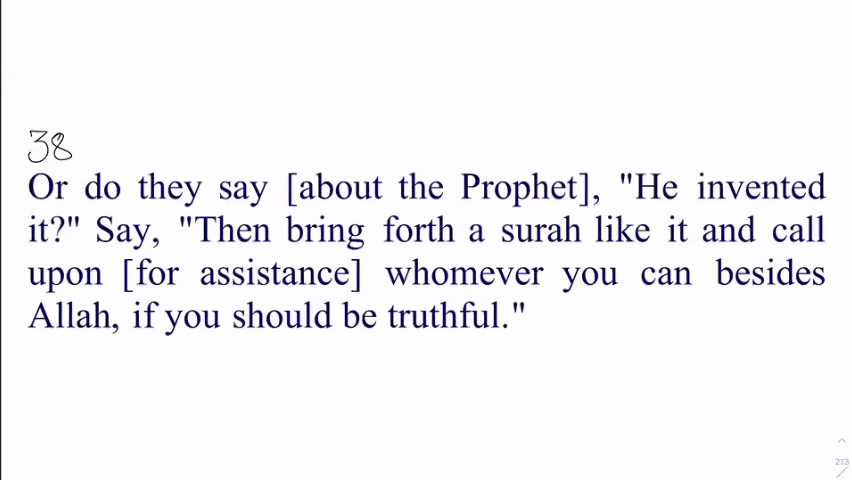 38
Or do they say [about the Prophet], "He invented
it?" Say, "Then bring forth a surah like it and call
upon [for assistance] whomever you can besides
Allah, if you should be truthful."
213